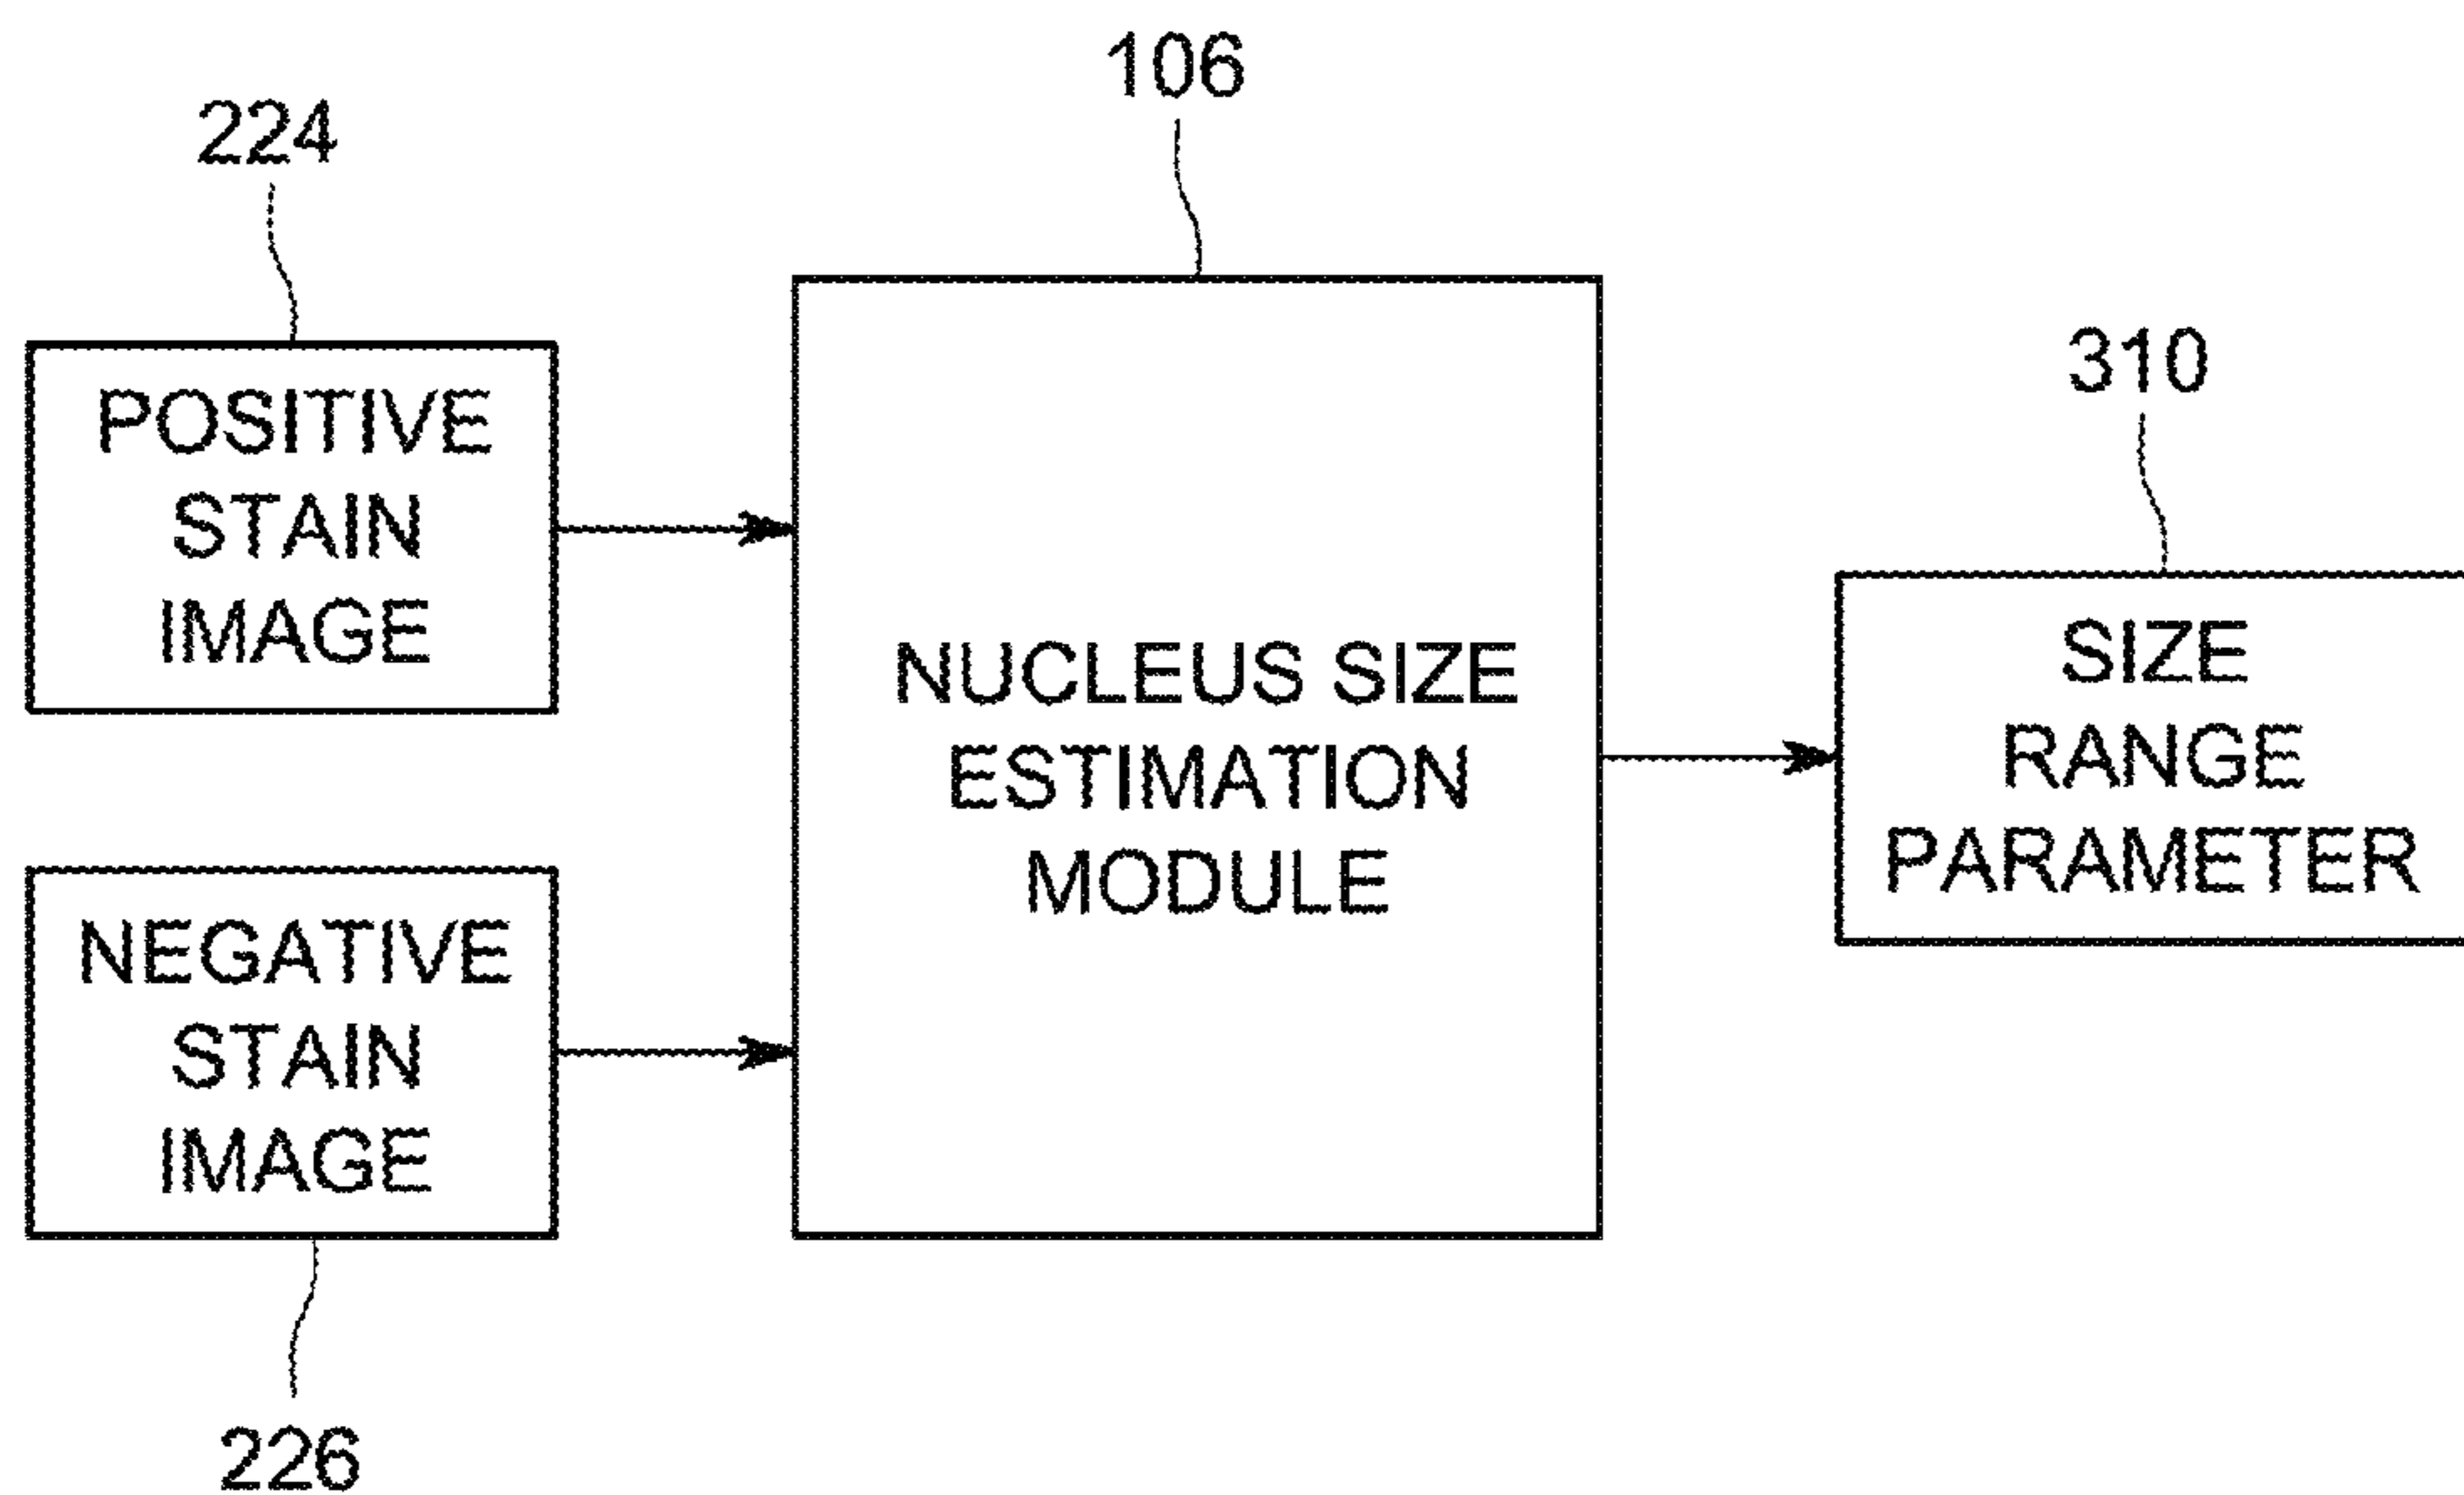 106
224
310
POSITIVE
STAIN
IMAGE
NUCLEUS SIZE
ESTIMATION
MODULE
SIZE
RANGE
PARAMETER
NEGATIVE
STAIN
IMAGE
226